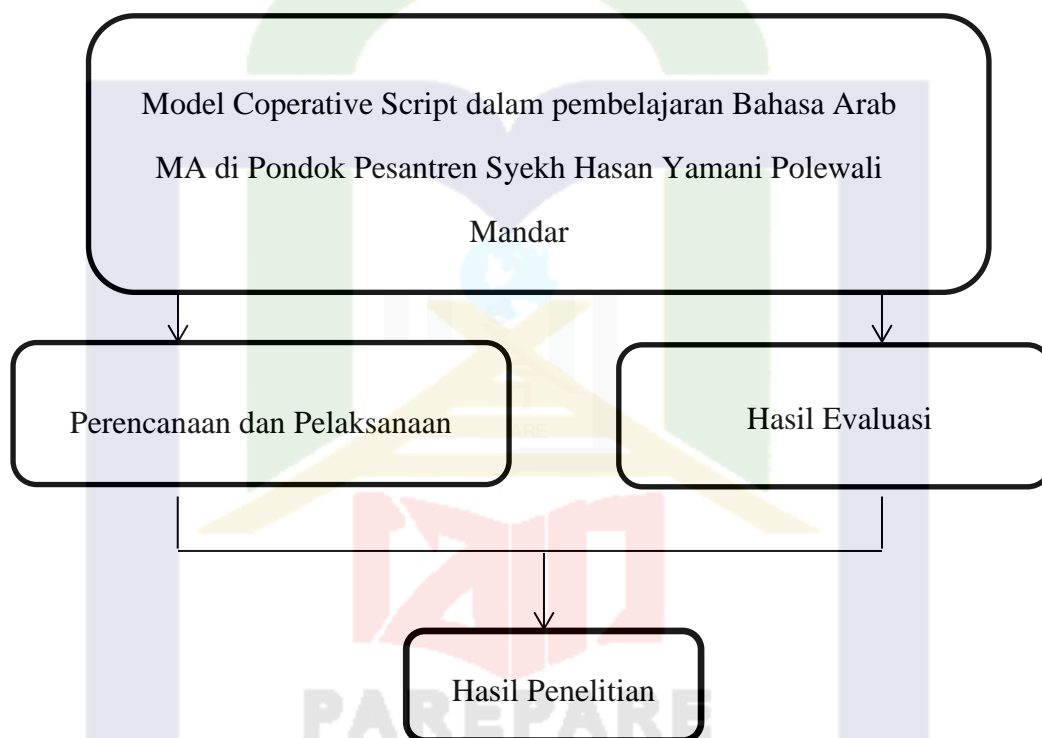 Model Coperative Script dalam pembelajaran Bahasa Arab
MA di Pondok Pesantren Syekh Hasan Yamani Polewali
Mandar
Perencanaan dan Pelaksanaan
Hasil Evaluasi
Hasil Penelitian
PAREPARE